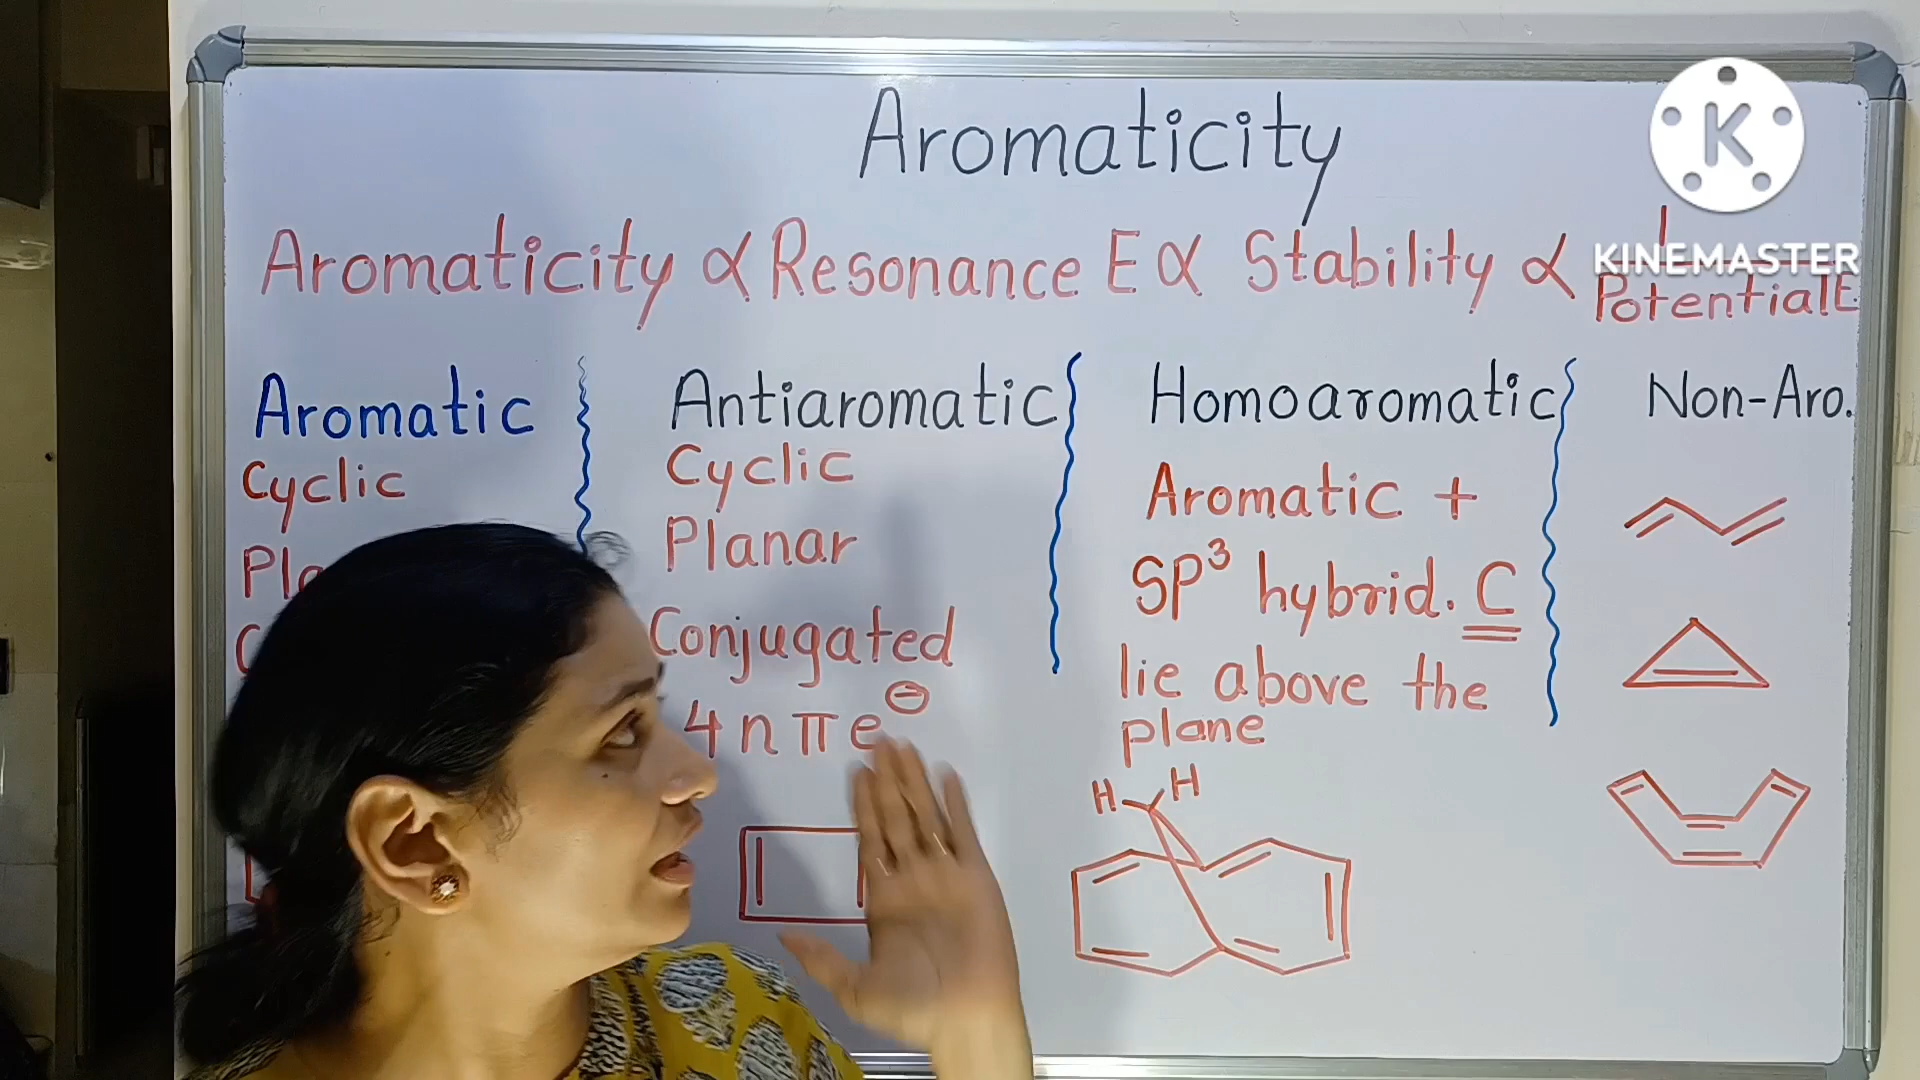 Aromaticity
KINEMASTER
Aromaticity ∝ Resonance E ∝ Stability ∝ 1/Potential E
Aromatic
Cyclic
Antiaromatic
Cyclic
Planar
Conjugated
4nπe⊖
Homoaromatic
Aromatic +
SP³ hybrid. C
lie above the
plane
H H
Non-Aro.